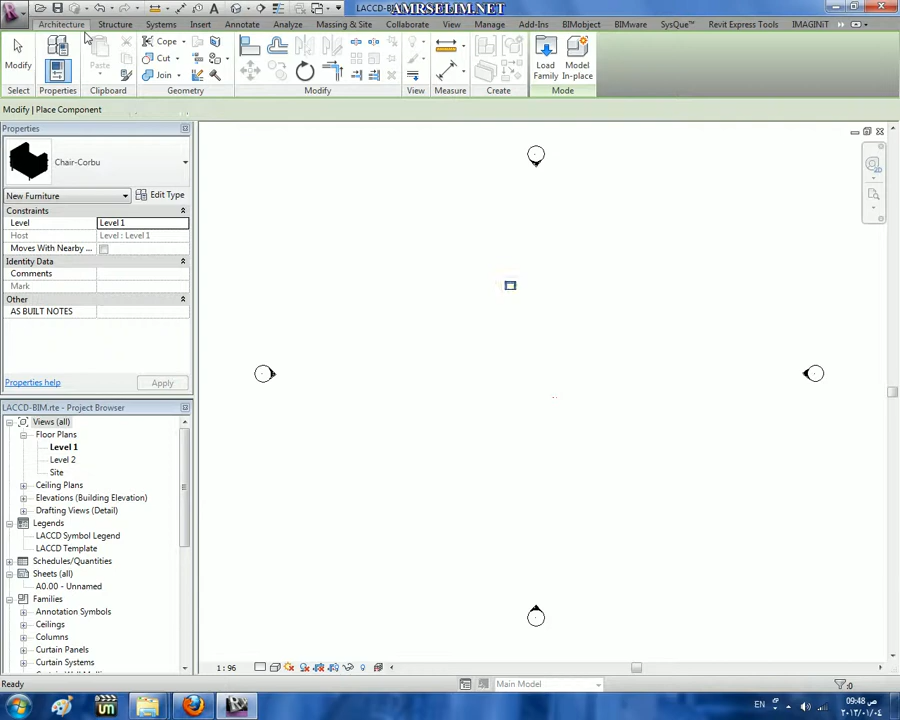 LACCD-BIM
AMRSELIM.NET
Architecture
Structure
Systems
Insert
Annotate
Analyze
Massing & Site
Collaborate
View
Manage
Add-Ins
BIMobject
BIMware
SysQue™
Revit Express Tools
IMAGINiT
Modify
Paste
Cope
Cut
Join
Load Family
Model In-place
Select
Properties
Clipboard
Geometry
Modify
View
Measure
Create
Mode
Modify | Place Component
Properties
Chair-Corbu
New Furniture
Edit Type
Constraints
Level
Level 1
Host
Level : Level 1
Moves With Nearby ...
Identity Data
Comments
Mark
Other
AS BUILT NOTES
Properties help
Apply
LACCD-BIM.rte - Project Browser
Views (all)
Floor Plans
Level 1
Level 2
Site
Ceiling Plans
Elevations (Building Elevation)
Drafting Views (Detail)
Legends
LACCD Symbol Legend
LACCD Template
Schedules/Quantities
Sheets (all)
A0.00 - Unnamed
Families
Annotation Symbols
Ceilings
Columns
Curtain Panels
Curtain Systems
1 : 96
Ready
Main Model
:0
EN
09:48 ص
٢٠١٣/٠١/٠٤